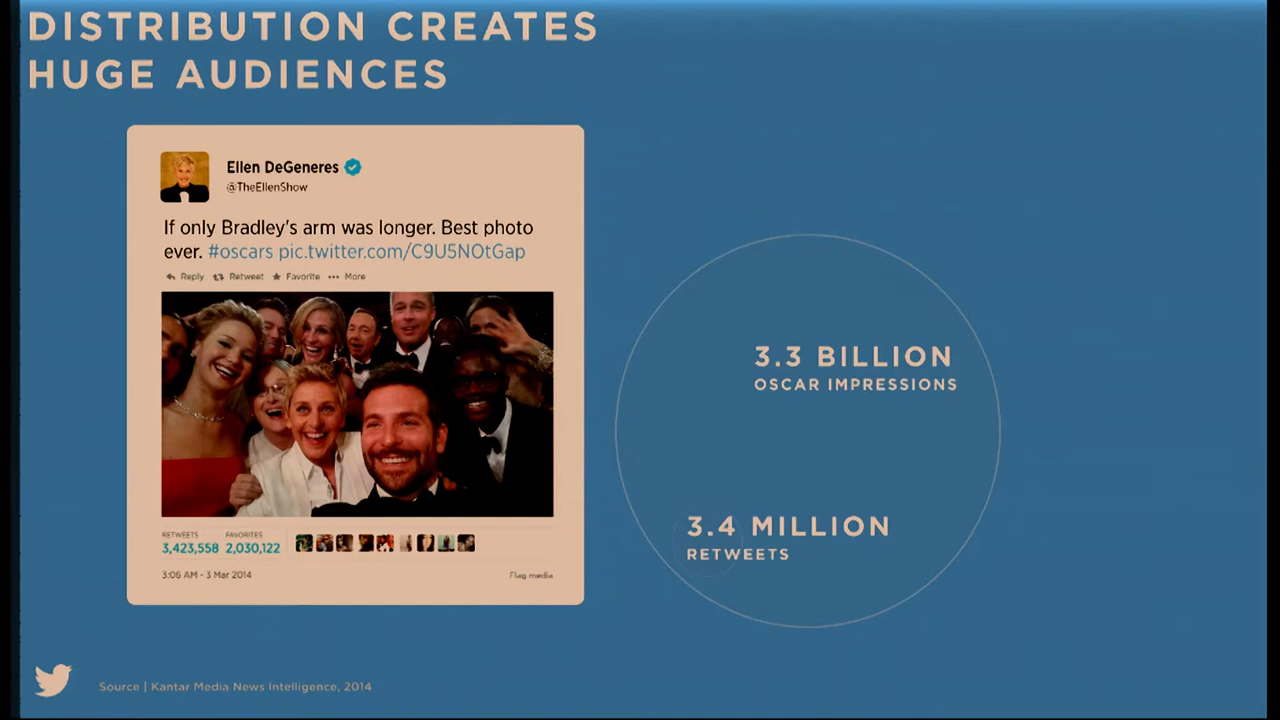 DISTRIBUTION CREATES
HUGE AUDIENCES
Ellen DeGeneres
@TheEllenShow
If only Bradley's arm was longer. Best photo
ever. #oscars pic.twitter.com/C9U5NOtGap
Reply Retweet Favorite ••• More
RETWEETS FAVORITES
3,423,558 2,030,122
3:06 AM - 3 Mar 2014 Flag media
3.3 BILLION
OSCAR IMPRESSIONS
3.4 MILLION
RETWEETS
Source | Kantar Media News Intelligence, 2014